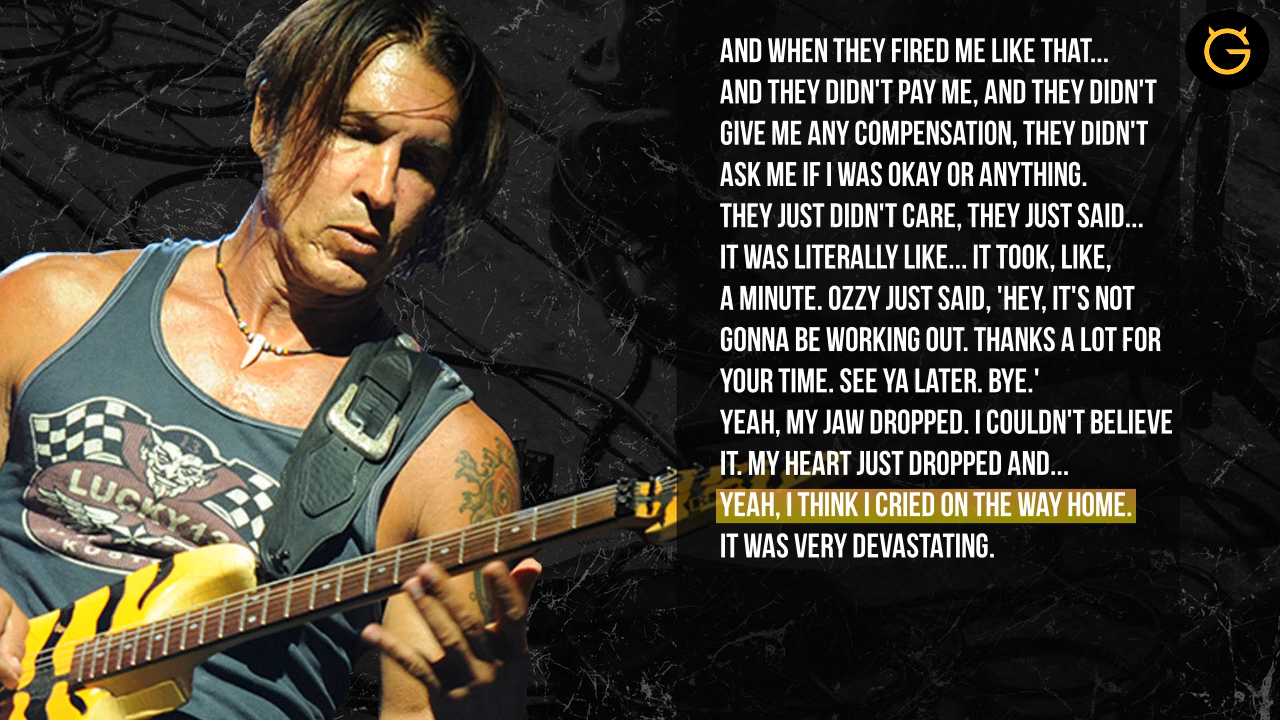 AND WHEN THEY FIRED ME LIKE THAT...
AND THEY DIDN'T PAY ME, AND THEY DIDN'T
GIVE ME ANY COMPENSATION, THEY DIDN'T
ASK ME IF I WAS OKAY OR ANYTHING.
THEY JUST DIDN'T CARE, THEY JUST SAID...
IT WAS LITERALLY LIKE... IT TOOK, LIKE,
A MINUTE. OZZY JUST SAID, 'HEY, IT'S NOT
GONNA BE WORKING OUT. THANKS A LOT FOR
YOUR TIME. SEE YA LATER. BYE.'
YEAH, MY JAW DROPPED. I COULDN'T BELIEVE
IT. MY HEART JUST DROPPED AND...
YEAH, I THINK I CRIED ON THE WAY HOME.
IT WAS VERY DEVASTATING.
G
LUCKY 13